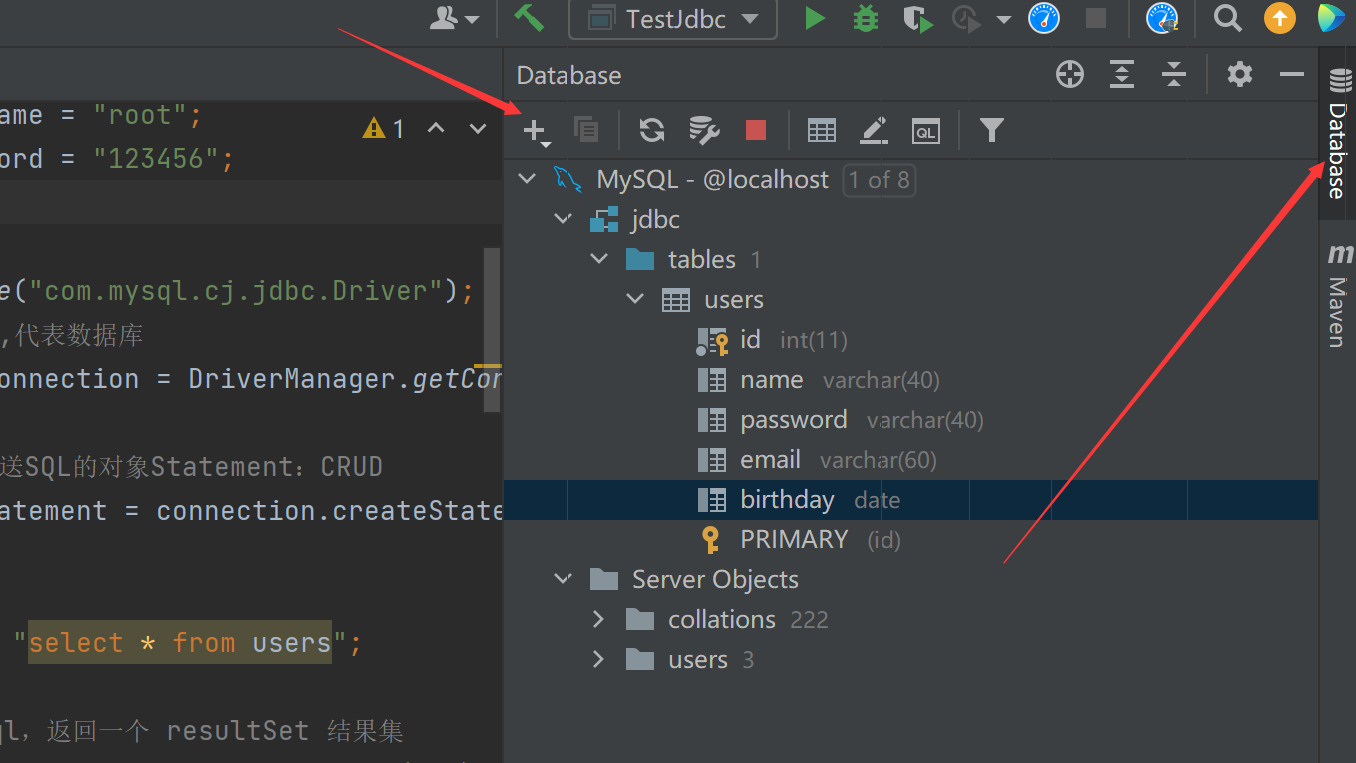 TestJdbc
Database
ame = "root";
1
ord = "123456";
e("com.mysql.cj.jdbc.Driver");
,代表数据库
onnection = DriverManager.getCon
送SQL的对象Statement：CRUD
atement = connection.createState
"select * from users";
ql，返回一个 resultSet 结果集
QL
MySQL - @localhost 1 of 8
jdbc
tables 1
users
id int(11)
name varchar(40)
password varchar(40)
email varchar(60)
birthday date
PRIMARY (id)
Server Objects
collations 222
users 3
Database
m
Maven